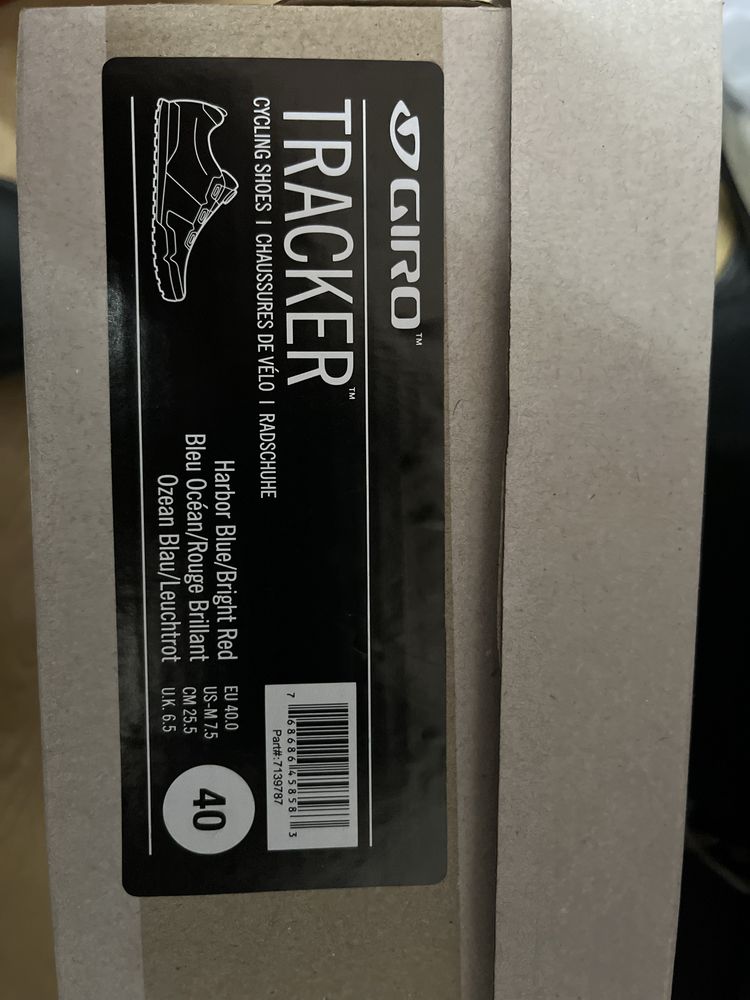 GIRO™
TRACKER™
CYCLING SHOES | CHAUSSURES DE VÉLO | RADSCHUHE
Harbor Blue/Bright Red
Bleu Océan/Rouge Brillant
Ozean Blau/Leuchtrot
EU 40.0
US-M 7.5
CM 25.5
U.K. 6.5
40
7 68686 45858 3
Part#:7139787